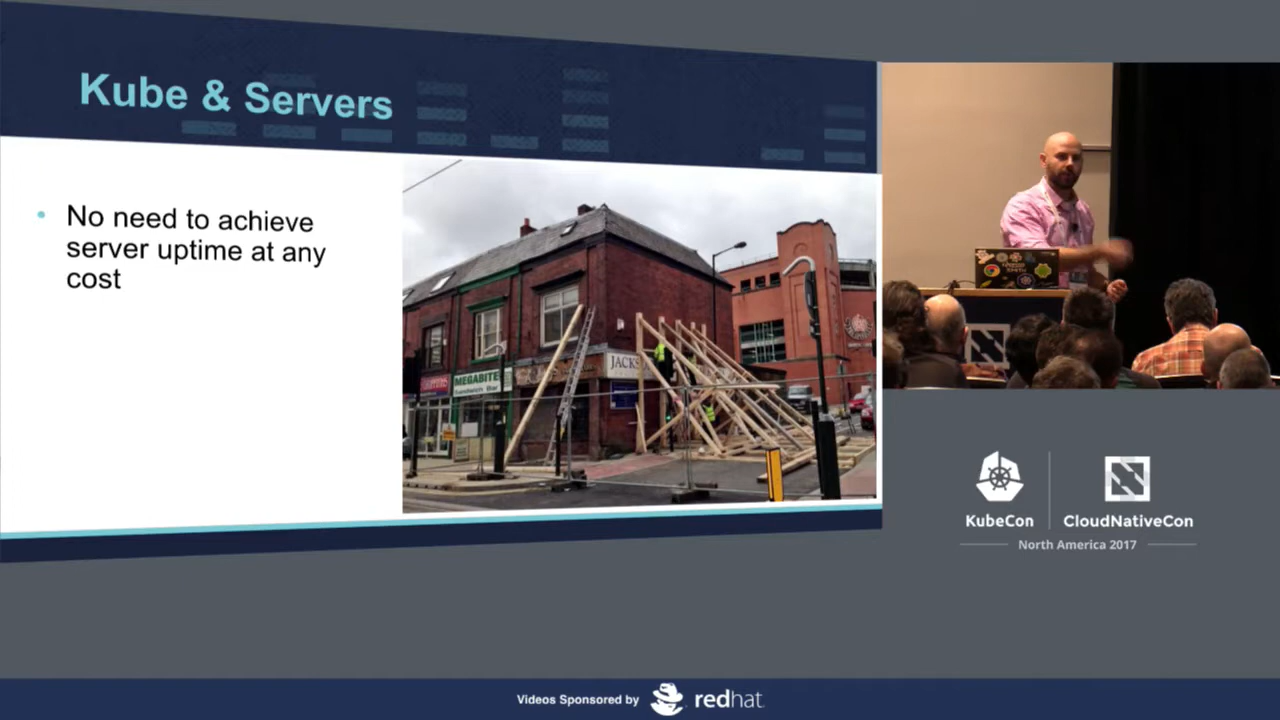 Kube & Servers
• No need to achieve
server uptime at any
cost
MEGABITE
Sandwich Bar
JACKS
KubeCon
CloudNativeCon
North America 2017
Videos Sponsored by redhat